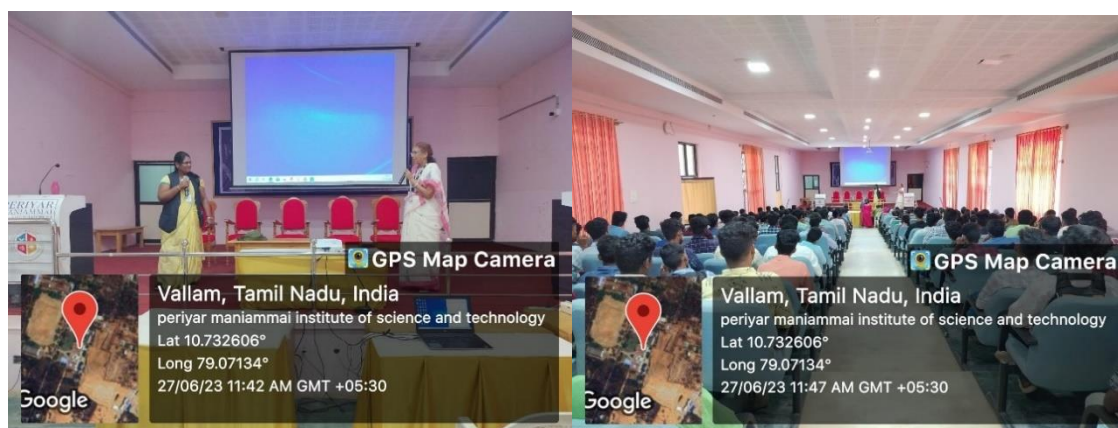 PERIYAR
MANIAMMAI
GPS Map Camera
Vallam, Tamil Nadu, India
periyar maniammai institute of science and technology
Lat 10.732606°
Long 79.07134°
27/06/23 11:42 AM GMT +05:30
Google
GPS Map Camera
Vallam, Tamil Nadu, India
periyar maniammai institute of science and technology
Lat 10.732606°
Long 79.07134°
27/06/23 11:47 AM GMT +05:30
Google